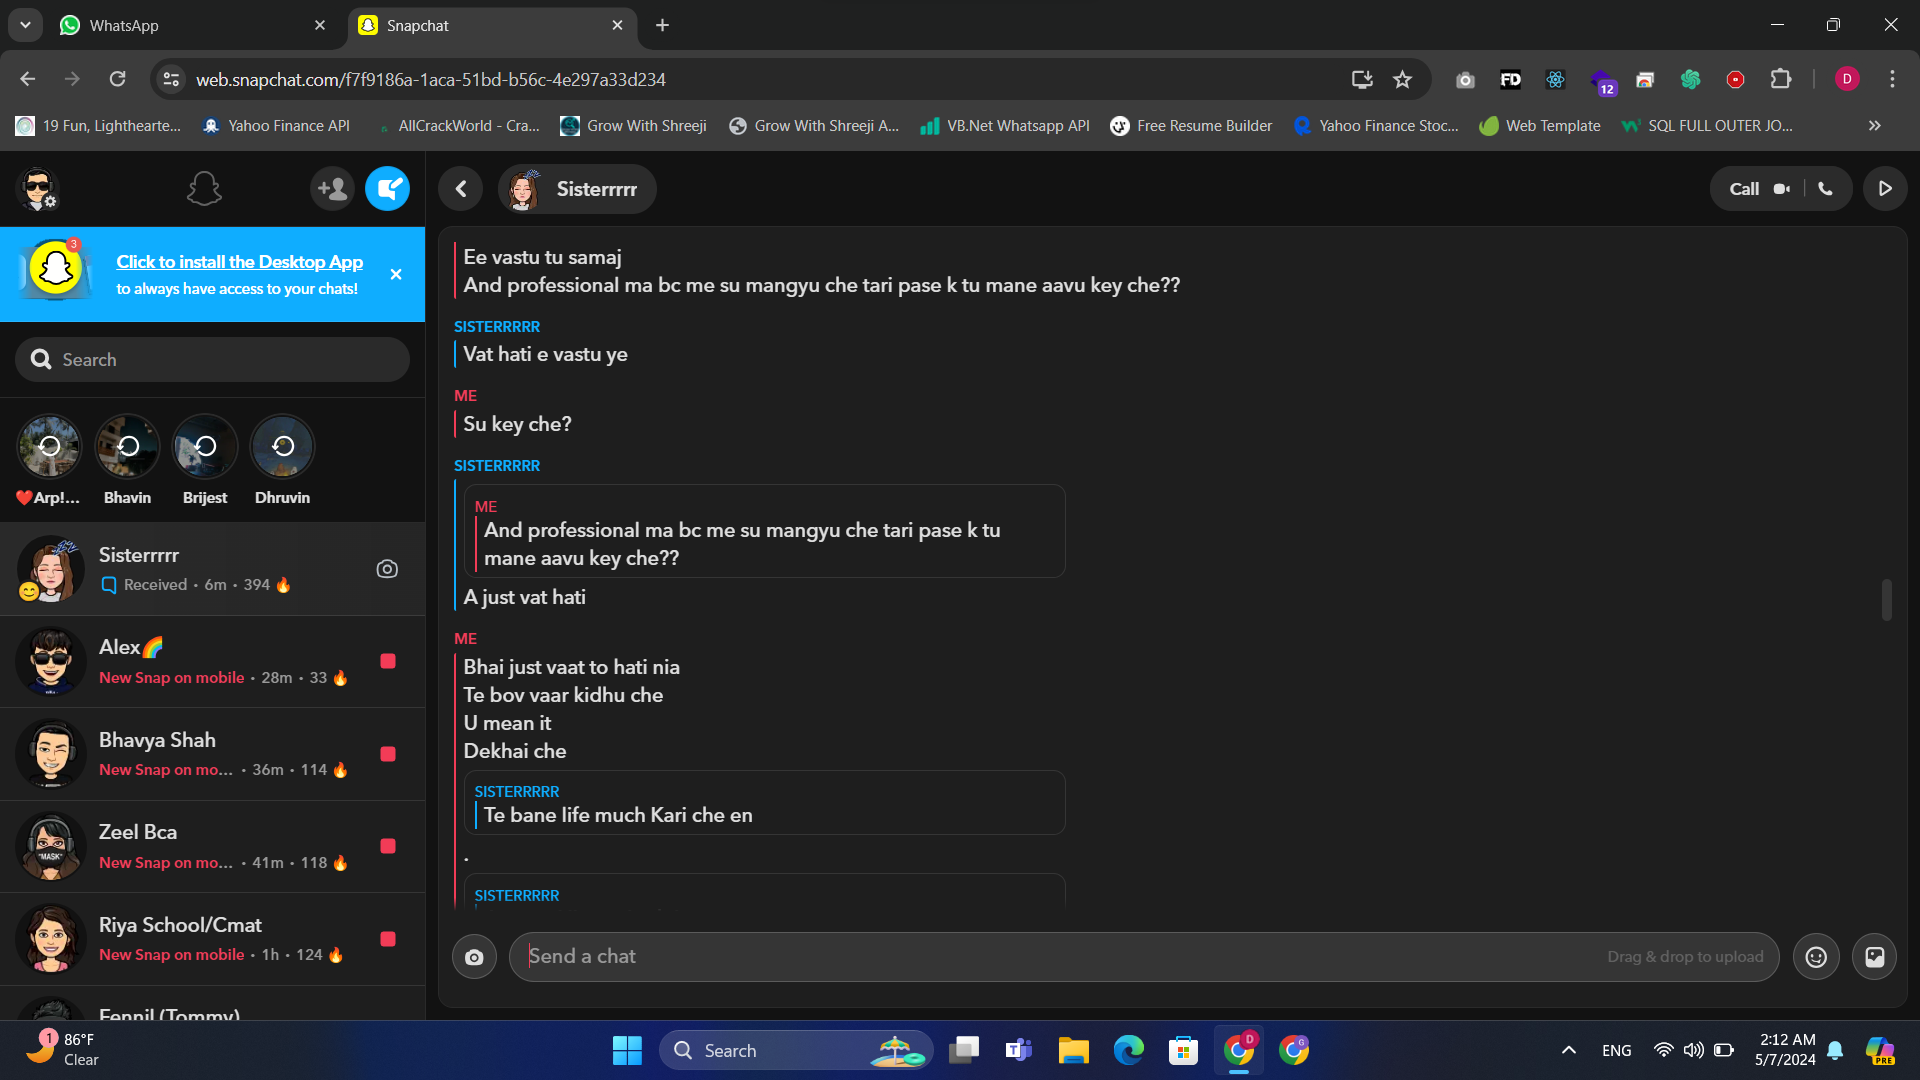 WhatsApp
Snapchat
web.snapchat.com/f7f9186a-1aca-51bd-b56c-4e297a33d234
FD
12
D
19 Fun, Lighthearte...
Yahoo Finance API
AllCrackWorld - Cra...
Grow With Shreeji
Grow With Shreeji A...
VB.Net Whatsapp API
Free Resume Builder
Yahoo Finance Stoc...
Web Template
SQL FULL OUTER JO...
3
Click to install the Desktop App
to always have access to your chats!
Search
Arp!...
Bhavin
Brijest
Dhruvin
Sisterrrrr
Received · 6m · 394
Alex
New Snap on mobile · 28m · 33
Bhavya Shah
New Snap on mo... · 36m · 114
Zeel Bca
New Snap on mo... · 41m · 118
"MASK"
Riya School/Cmat
New Snap on mobile · 1h · 124
Fennil (Tommy)
Sisterrrrr
Call
Ee vastu tu samaj
And professional ma bc me su mangyu che tari pase k tu mane aavu key che??
SISTERRRRR
Vat hati e vastu ye
ME
Su key che?
SISTERRRRR
ME
And professional ma bc me su mangyu che tari pase k tu
mane aavu key che??
A just vat hati
ME
Bhai just vaat to hati nia
Te bov vaar kidhu che
U mean it
Dekhai che
SISTERRRRR
Te bane life much Kari che en
.
SISTERRRRR
Send a chat
Drag & drop to upload
1
86°F
Clear
Search
D
G
ENG
2:12 AM
5/7/2024
PRE